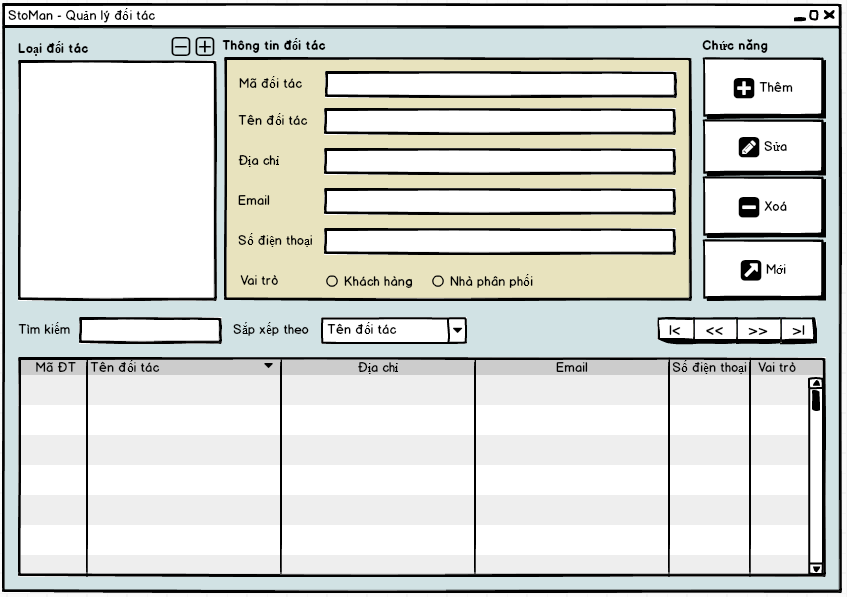 StoMan - Quản lý đối tác
Loại đối tác
Thông tin đối tác
Chức năng
Mã đối tác
Tên đối tác
Địa chỉ
Email
Số điện thoại
Vai trò
Khách hàng
Nhà phân phối
Thêm
Sửa
Xoá
Mới
Tìm kiếm
Sắp xếp theo
Tên đối tác
|< << >> >|
Mã ĐT Tên đối tác Địa chỉ Email Số điện thoại Vai trò